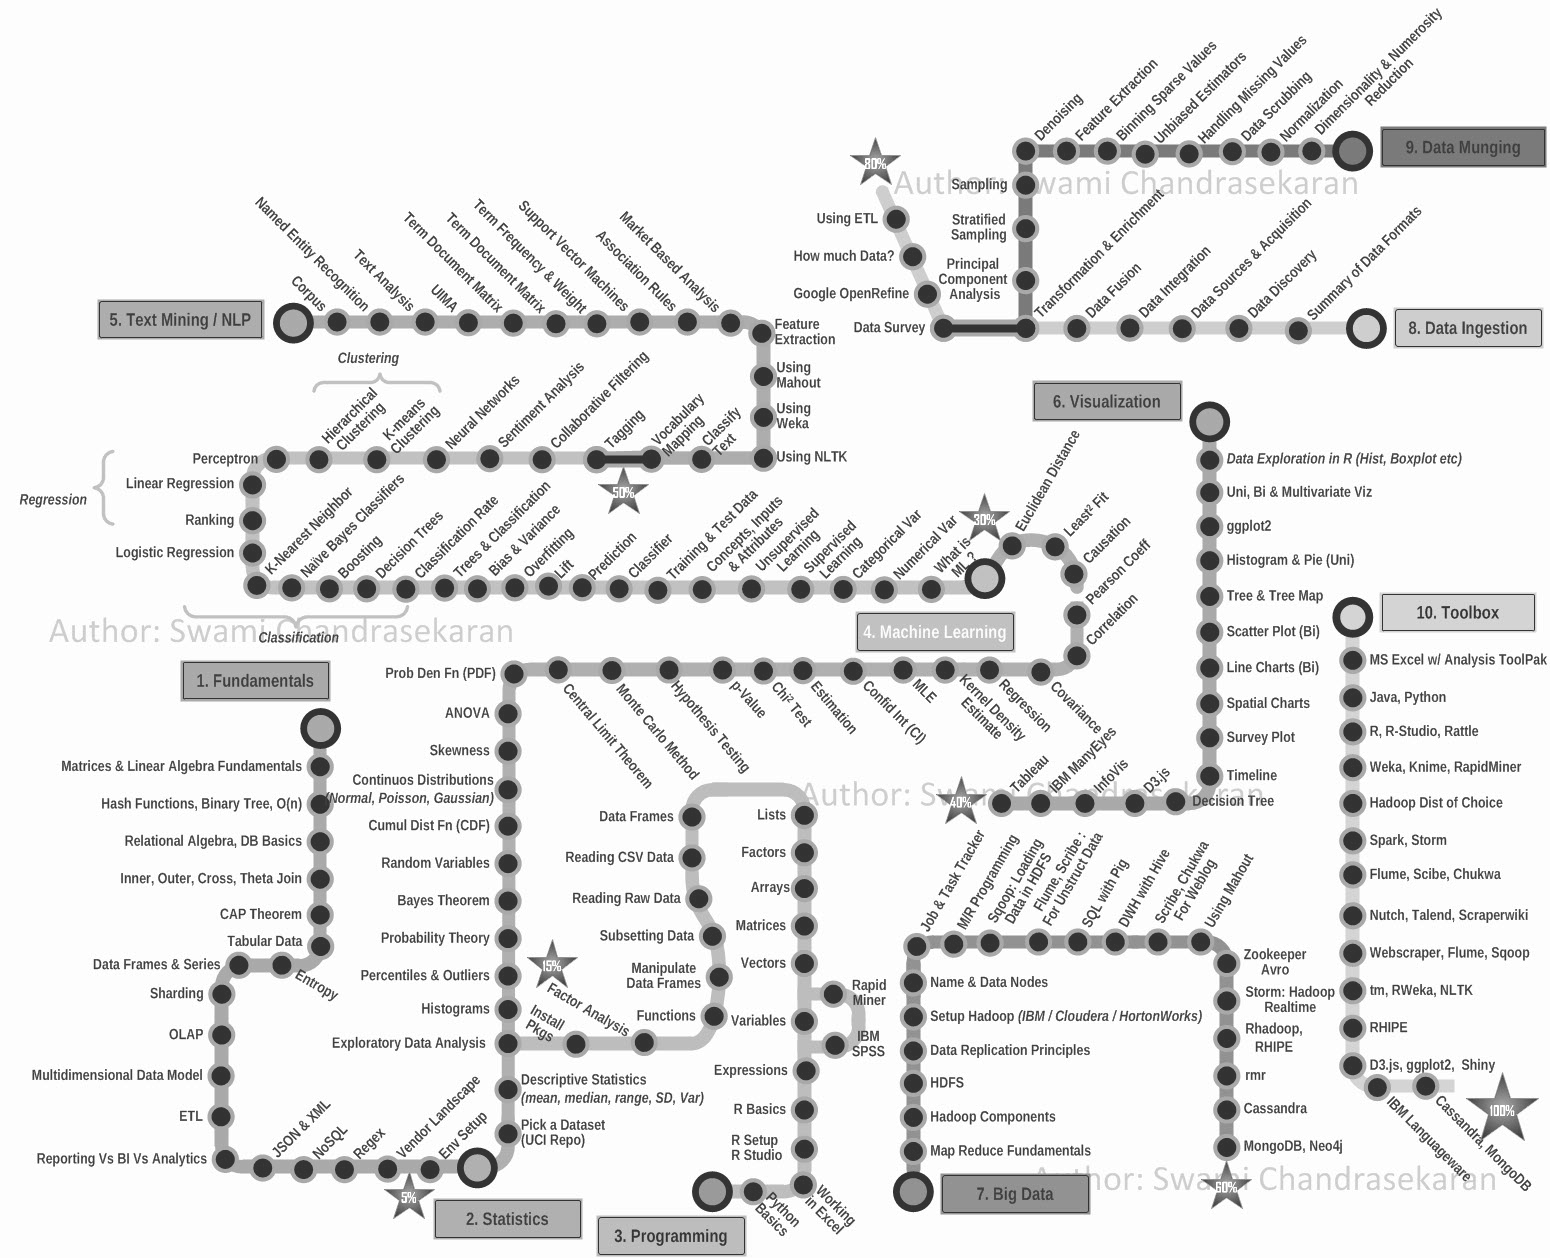 9. Data Munging
Denoising
Feature Extraction
Binning Sparse Values
Unbiased Estimators
Handling Missing Values
Data Scrubbing
Normalization
Dimensionality & Numerosity
Reduction
Author: Swami Chandrasekaran
80%
Sampling
Stratified
Sampling
Principal
Component
Analysis
Using ETL
How much Data?
Google OpenRefine
Data Survey
Transformation & Enrichment
Data Fusion
Data Integration
Data Sources & Acquisition
Data Discovery
Summary of Data Formats
8. Data Ingestion
5. Text Mining / NLP
Corpus
Named Entity Recognition
Text Analysis
UIMA
Term Document Matrix
Term Document Matrix
Term Frequency & Weight
Support Vector Machines
Association Rules
Market Based Analysis
Feature
Extraction
Using
Mahout
Using
Weka
Using NLTK
Classify
Text
Vocabulary
Mapping
Tagging
50%
Collaborative Filtering
Sentiment Analysis
Neural Networks
K-means
Clustering
Hierarchical
Clustering
Clustering
Perceptron
Linear Regression
Regression
Ranking
Logistic Regression
K-Nearest Neighbor
Naive Bayes Classifiers
Boosting
Decision Trees
Classification Rate
Trees & Classification
Bias & Variance
Overfitting
Lift
Prediction
Classifier
Training & Test Data
Concepts, Inputs
& Attributes
Unsupervised
Learning
Supervised
Learning
Categorical Var
Numerical Var
What is
ML?
30%
Classification
Author: Swami Chandrasekaran
4. Machine Learning
Euclidean Distance
Least² Fit
Causation
Pearson Coeff
Correlation
Covariance
Regression
Kernel Density
Estimate
MLE
Confid Int (CI)
Estimation
Chi² Test
p-Value
Hypothesis Testing
Monte Carlo Method
Central Limit Theorem
Prob Den Fn (PDF)
ANOVA
Skewness
Continuos Distributions
(Normal, Poisson, Gaussian)
Cumul Dist Fn (CDF)
Random Variables
Bayes Theorem
Probability Theory
Percentiles & Outliers
Histograms
Exploratory Data Analysis
Descriptive Statistics
(mean, median, range, SD, Var)
Pick a Dataset
(UCI Repo)
6. Visualization
Data Exploration in R (Hist, Boxplot etc)
Uni, Bi & Multivariate Viz
ggplot2
Histogram & Pie (Uni)
Tree & Tree Map
Scatter Plot (Bi)
Line Charts (Bi)
Spatial Charts
Survey Plot
Timeline
Decision Tree
D3.js
InfoVis
IBM ManyEyes
Tableau
40%
Author: Swami Chandrasekaran
10. Toolbox
MS Excel w/ Analysis ToolPak
Java, Python
R, R-Studio, Rattle
Weka, Knime, RapidMiner
Hadoop Dist of Choice
Spark, Storm
Flume, Scibe, Chukwa
Nutch, Talend, Scraperwiki
Webscraper, Flume, Sqoop
tm, RWeka, NLTK
RHIPE
D3.js, ggplot2, Shiny
IBM Languageware
Cassandra, MongoDB
100%
1. Fundamentals
Matrices & Linear Algebra Fundamentals
Hash Functions, Binary Tree, O(n)
Relational Algebra, DB Basics
Inner, Outer, Cross, Theta Join
CAP Theorem
Tabular Data
Entropy
Data Frames & Series
Sharding
OLAP
Multidimensional Data Model
ETL
Reporting Vs BI Vs Analytics
JSON & XML
NoSQL
Regex
Vendor Landscape
Env Setup
5%
2. Statistics
15%
Install
Pkgs
Factor Analysis
Functions
Manipulate
Data Frames
Subsetting Data
Reading Raw Data
Reading CSV Data
Data Frames
Lists
Factors
Arrays
Matrices
Vectors
Rapid
Miner
Variables
IBM
SPSS
Expressions
R Basics
R Setup
R Studio
Working
in Excel
Python
Basics
3. Programming
Job & Task Tracker
M/R Programming
Sqoop: Loading
Data in HDFS
Flume, Scribe :
For Unstruct Data
SQL with Pig
DWH with Hive
Scribe, Chukwa
For Weblog
Using Mahout
Zookeeper
Avro
Storm: Hadoop
Realtime
Rhadoop,
RHIPE
rmr
Cassandra
MongoDB, Neo4j
60%
Name & Data Nodes
Setup Hadoop (IBM / Cloudera / HortonWorks)
Data Replication Principles
HDFS
Hadoop Components
Map Reduce Fundamentals
7. Big Data
Author: Swami Chandrasekaran